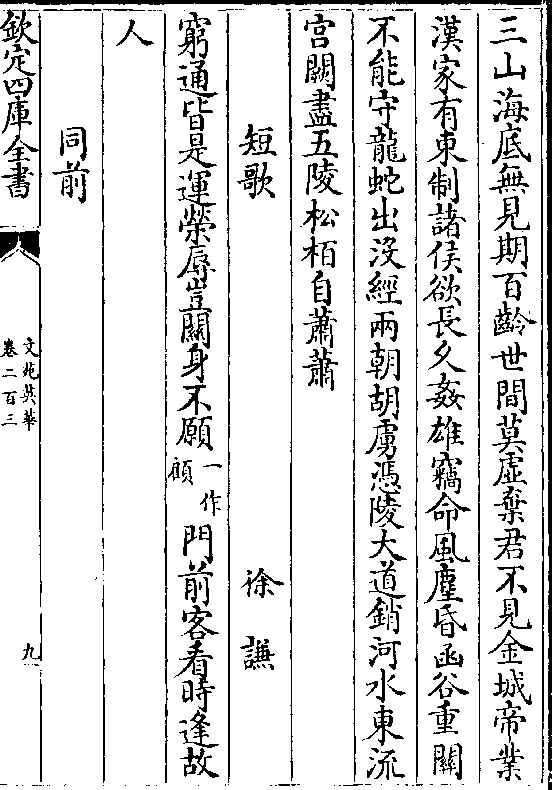 三山海底無見期百齡世間莫虚棄君不見金城帝業
漢家有東制諸侯欲長久姦雄竊命風塵昏函谷重關
不能守龍蛇出没經兩朝胡虜憑陵大道銷河水東流
宫闕盡五陵松栢自蕭蕭
短歌 徐謙
窮通皆是運榮辱豈關身不願一作顧門前客看時逢故
人
同前
欽定四庫全書
文苑英華
卷二百三
九